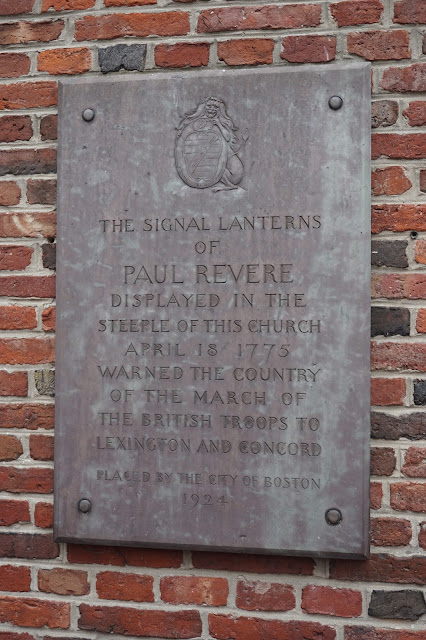 THE SIGNAL LANTERNS
OF
PAUL REVERE
DISPLAYED IN THE
STEEPLE OF THIS CHURCH
APRIL 18 1775
WARNED THE COUNTRY
OF THE MARCH OF
THE BRITISH TROOPS TO
LEXINGTON AND CONCORD
PLACED BY THE CITY OF BOSTON
1924